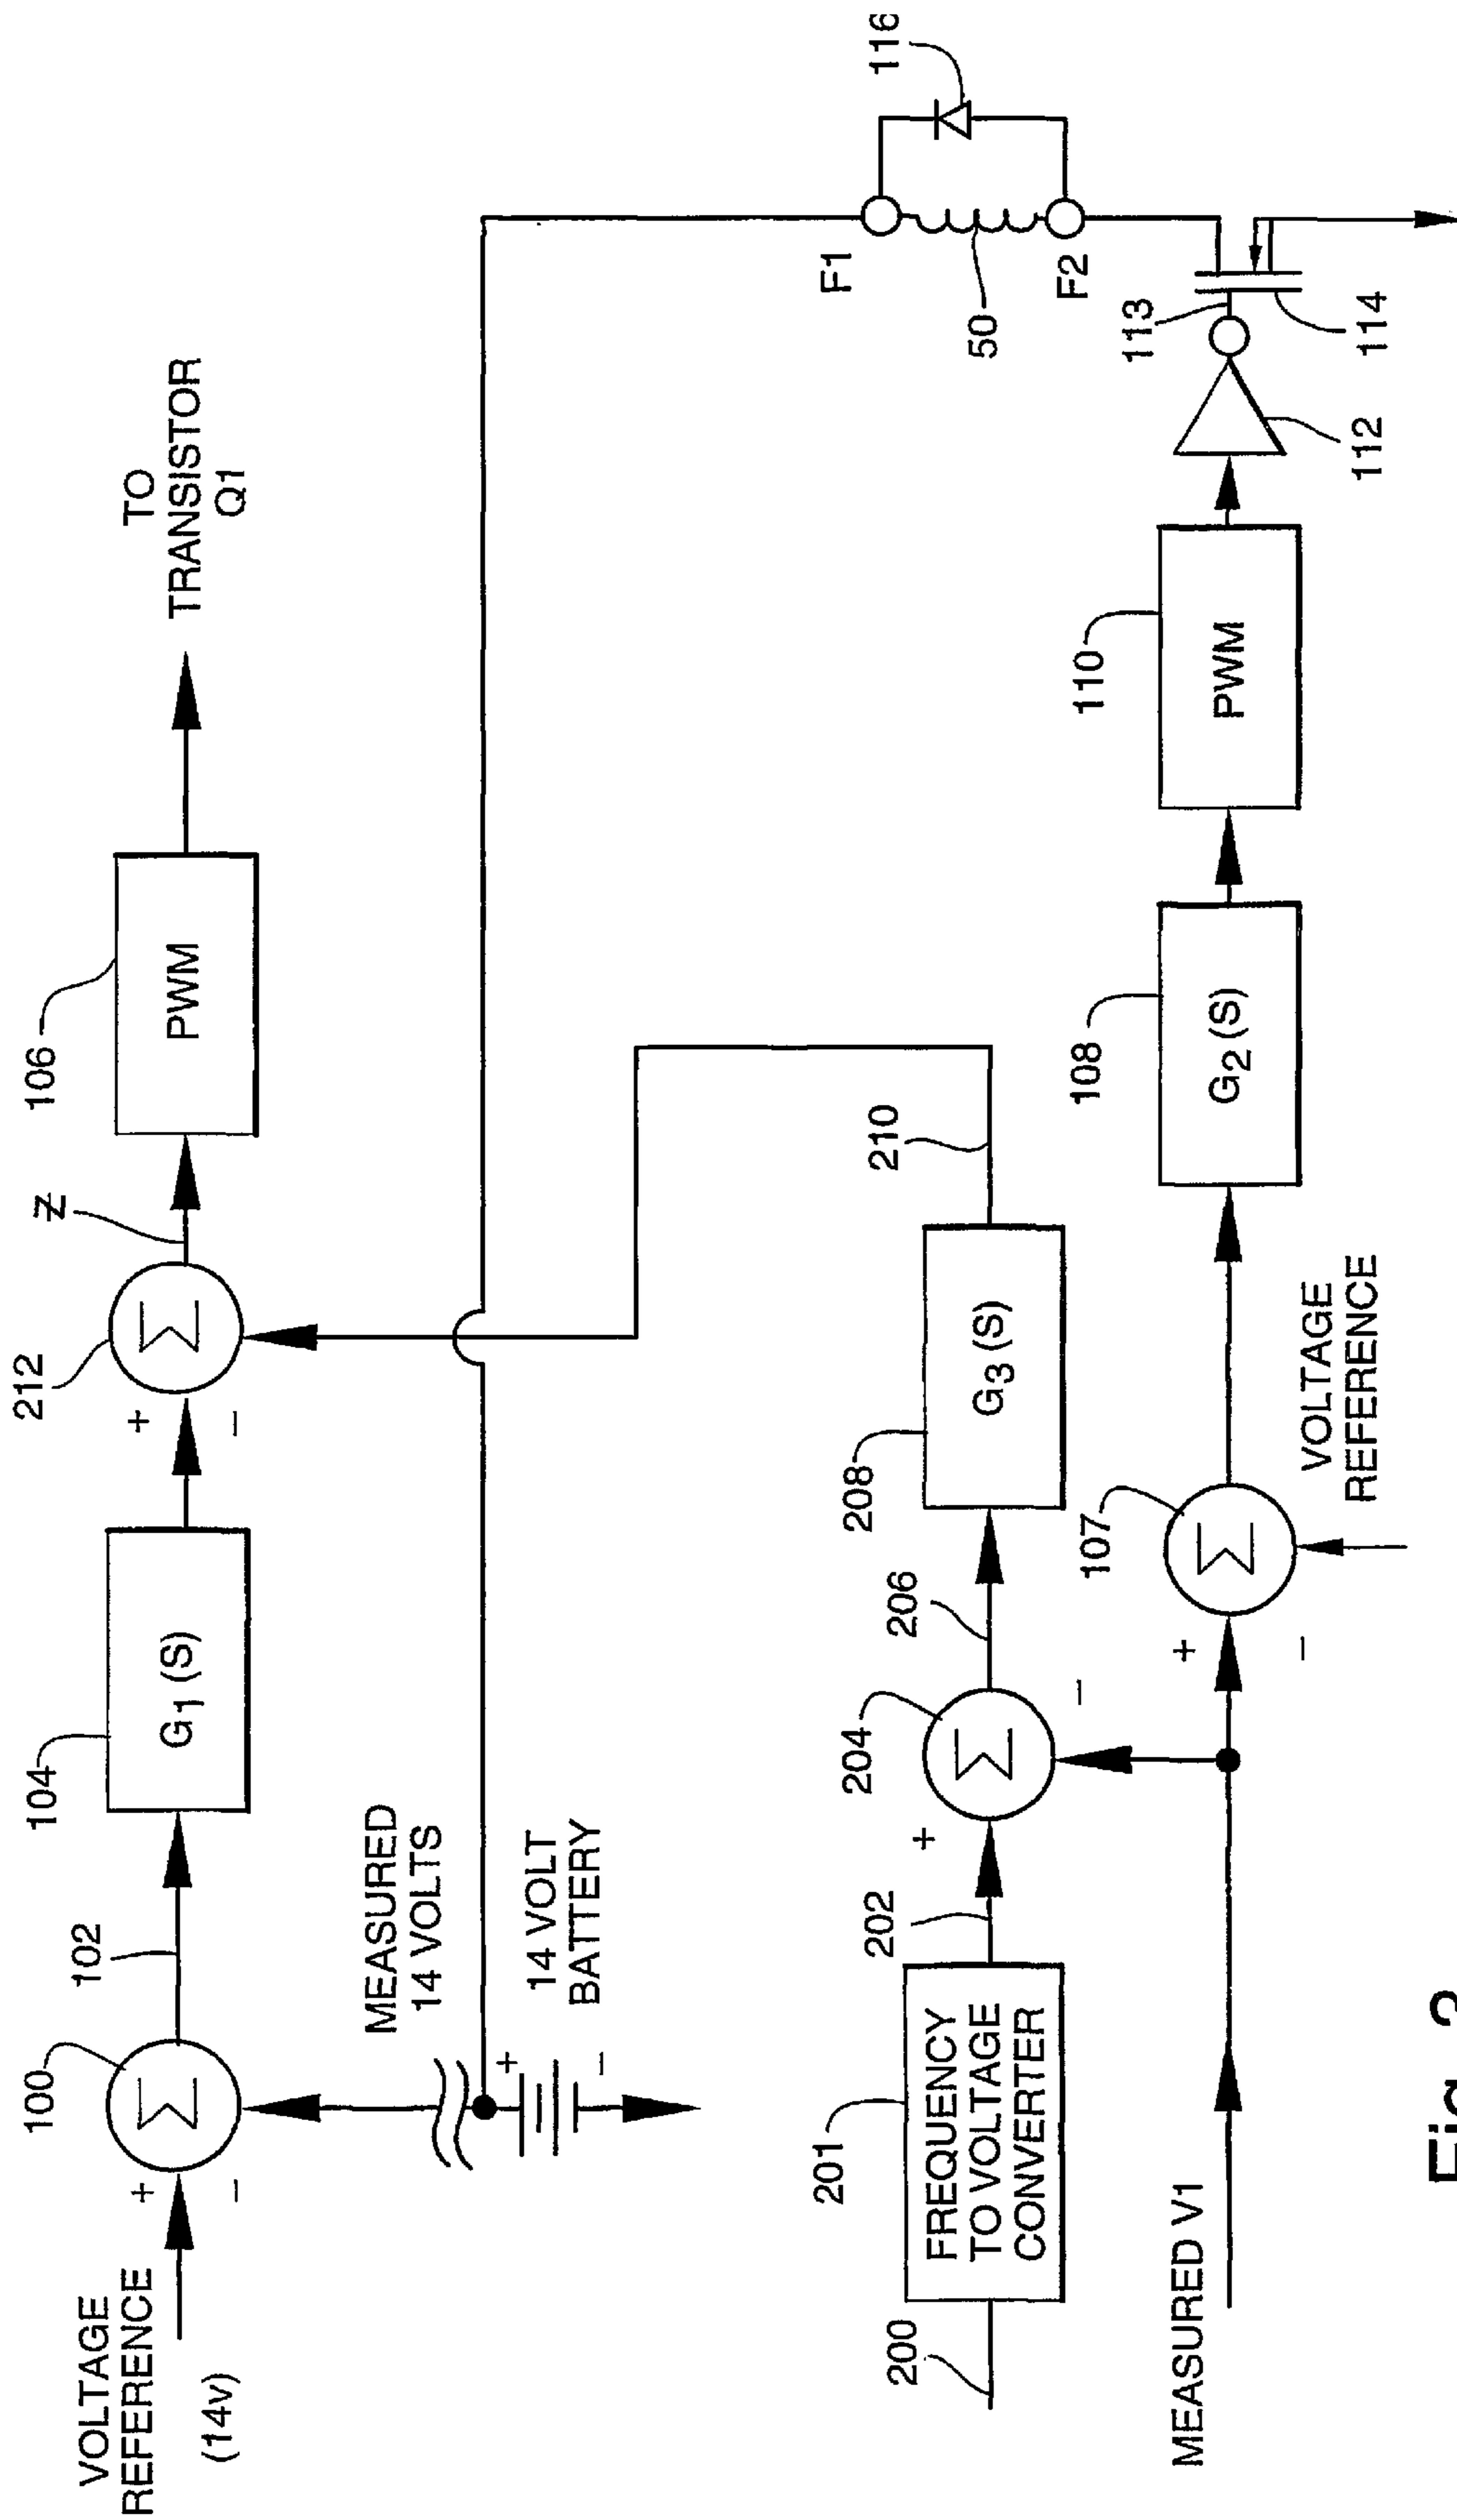 VOLTAGE
REFERENCE
(14v)
+
−
100
Σ
102
104
G1(S)
+
−
212
Σ
Z
106
PWM
TO
TRANSISTOR
Q1
MEASURED
14 VOLTS
+
−
14 VOLT
BATTERY
F1
50
F2
116
200
201
FREQUENCY
TO VOLTAGE
CONVERTER
202
+
−
204
Σ
206
208
G3(S)
210
MEASURED V1
+
−
107
Σ
VOLTAGE
REFERENCE
108
G2(S)
110
PWM
112
113
114